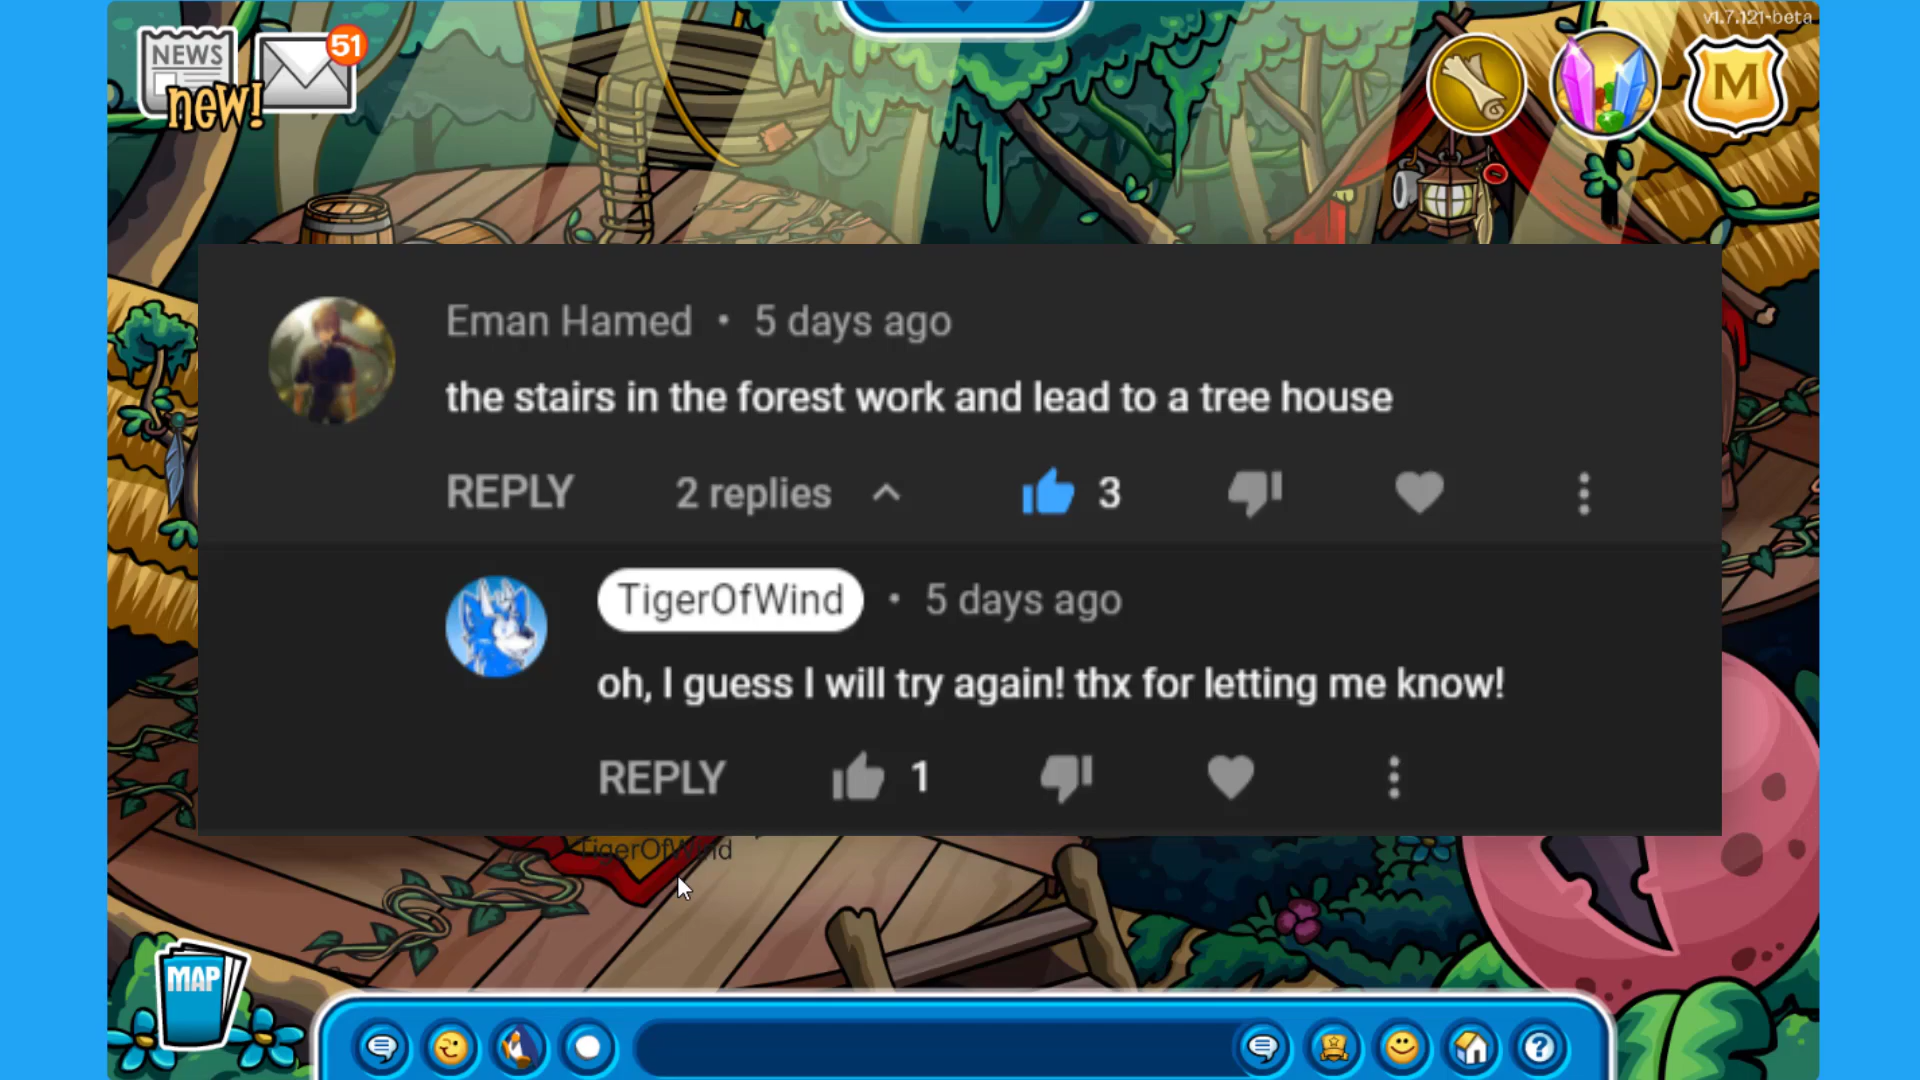 v1.7.121-beta
NEWS
new!
51
M
Eman Hamed • 5 days ago
the stairs in the forest work and lead to a tree house
REPLY 2 replies 3
TigerOfWind • 5 days ago
oh, I guess I will try again! thx for letting me know!
REPLY 1
TigerOfWind
MAP
?